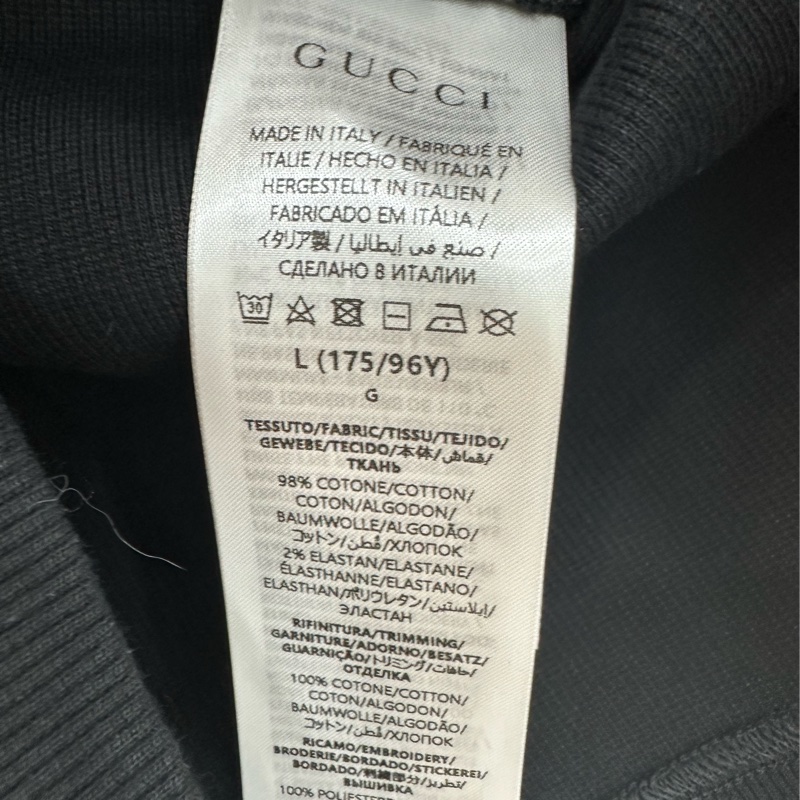 GUCCI
MADE IN ITALY / FABRIQUÉ EN
ITALIE / HECHO EN ITALIA /
HERGESTELLT IN ITALIEN /
FABRICADO EM ITÁLIA /
イタリア製 / صنع في إيطاليا /
СДЕЛАНО В ИТАЛИИ
30
L (175/96Y)
G
TESSUTO/FABRIC/TISSU/TEJIDO/
GEWEBE/TECIDO/本体/قماش/
ТКАНЬ
98% COTONE/COTTON/
COTON/ALGODON/
BAUMWOLLE/ALGODÃO/
コットン/قطن/ХЛОПОК
2% ELASTAN/ELASTANE/
ÉLASTHANNE/ELASTANO/
ELASTHAN/ポリウレタン/إيلاستين/
ЭЛАСТАН
RIFINITURA/TRIMMING/
GARNITURE/ADORNO/BESATZ/
GUARNIÇÃO/トリミング/حاشيات/
ОТДЕЛКА
100% COTONE/COTTON/
COTON/ALGODON/
BAUMWOLLE/ALGODÃO/
コットン/قطن/ХЛОПОК
RICAMO/EMBROIDERY/
BRODERIE/BORDADO/STICKEREI/
BORDADO/刺繍部分/تطريز/
ВЫШИВКА
100% POLIESTERE